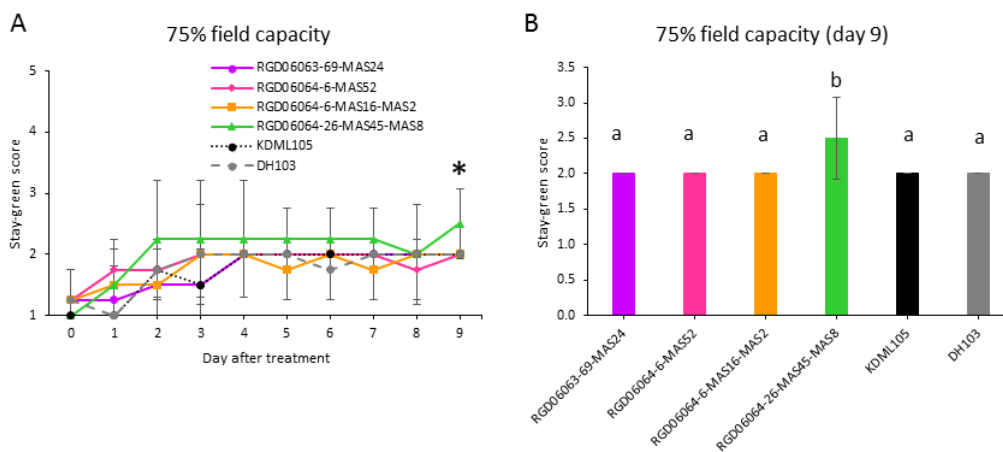 A
75% field capacity
RGD06063-69-MAS24
RGD06064-6-MAS52
RGD06064-6-MAS16-MAS2
RGD06064-26-MAS45-MAS8
KDML105
DH103
*
5
4
3
2
1
Stay-green score
0 1 2 3 4 5 6 7 8 9
Day after treatment
B
75% field capacity (day 9)
3.5
3.0
2.5
2.0
1.5
1.0
0.5
0.0
Stay-green score
a a a b a a
RGD06063-69-MAS24
RGD06064-6-MAS52
RGD06064-6-MAS16-MAS2
RGD06064-26-MAS45-MAS8
KDML105
DH103